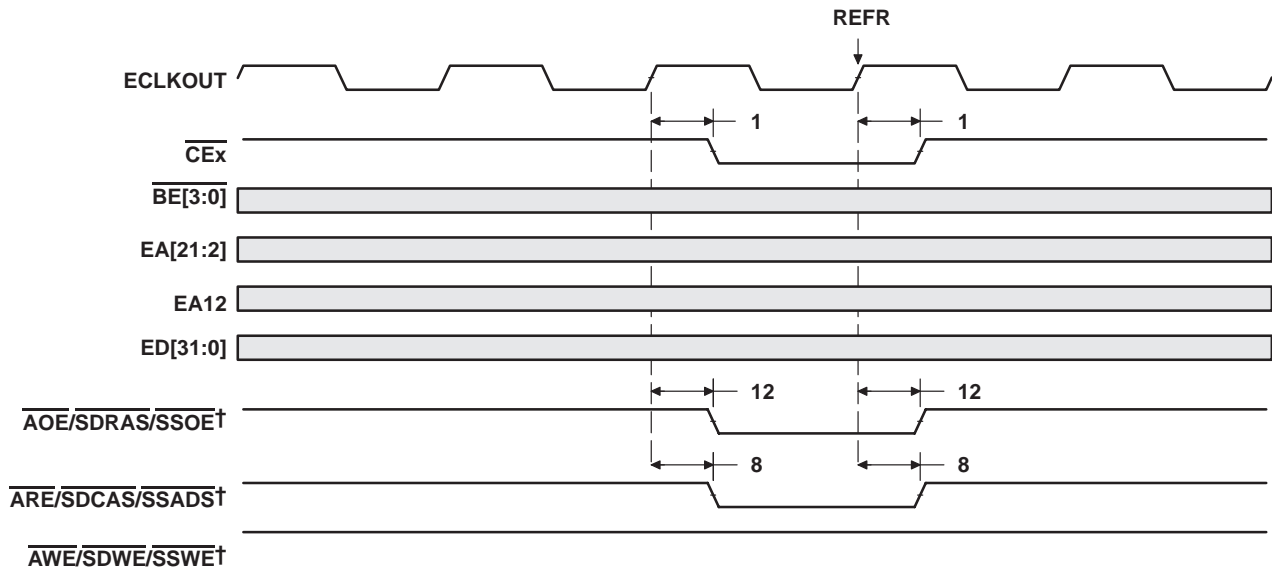 REFR
ECLKOUT
1 1
CEx
BE[3:0]
EA[21:2]
EA12
ED[31:0]
12 12
AOE/SDRAS/SSOE†
8 8
ARE/SDCAS/SSADS†
AWE/SDWE/SSWE†